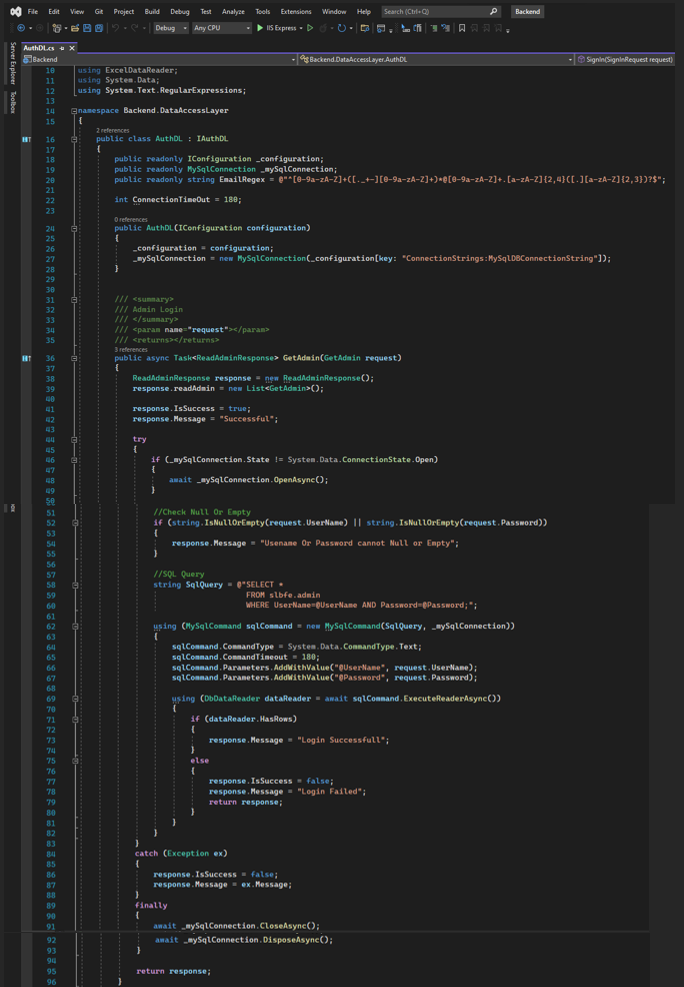 File Edit View Git Project Build Debug Test Analyze Tools Extensions Window Help Search (Ctrl+Q) Backend
Debug Any CPU IIS Express
Server Explorer
Toolbox
AuthDL.cs
Backend Backend.DataAccessLayer.AuthDL SignIn(SignInRequest request)
10 using ExcelDataReader;
11 using System.Data;
12 using System.Text.RegularExpressions;
13
14 namespace Backend.DataAccessLayer
15 {
2 references
16 public class AuthDL : IAuthDL
17 {
18 public readonly IConfiguration _configuration;
19 public readonly MySqlConnection _mySqlConnection;
20 public readonly string EmailRegex = @"^[0-9a-zA-Z]+([._+-][0-9a-zA-Z]+)*@[0-9a-zA-Z]+.[a-zA-Z]{2,4}([.][a-zA-Z]{2,3})?$";
21
22 int ConnectionTimeOut = 180;
23
0 references
24 public AuthDL(IConfiguration configuration)
25 {
26 _configuration = configuration;
27 _mySqlConnection = new MySqlConnection(_configuration[key: "ConnectionStrings:MySqlDBConnectionString"]);
28 }
29
30
31 /// <summary>
32 /// Admin Login
33 /// </summary>
34 /// <param name="request"></param>
35 /// <returns></returns>
3 references
36 public async Task<ReadAdminResponse> GetAdmin(GetAdmin request)
37 {
38 ReadAdminResponse response = new ReadAdminResponse();
39 response.readAdmin = new List<GetAdmin>();
40
41 response.IsSuccess = true;
42 response.Message = "Successful";
43
44 try
45 {
46 if (_mySqlConnection.State != System.Data.ConnectionState.Open)
47 {
48 await _mySqlConnection.OpenAsync();
49 }
50
51 //Check Null Or Empty
52 if (string.IsNullOrEmpty(request.UserName) || string.IsNullOrEmpty(request.Password))
53 {
54 response.Message = "Usename Or Password cannot Null or Empty";
55 }
56
57 //SQL Query
58 string SqlQuery = @"SELECT *
59 FROM slbfe.admin
60 WHERE UserName=@UserName AND Password=@Password;";
61
62 using (MySqlCommand sqlCommand = new MySqlCommand(SqlQuery, _mySqlConnection))
63 {
64 sqlCommand.CommandType = System.Data.CommandType.Text;
65 sqlCommand.CommandTimeout = 180;
66 sqlCommand.Parameters.AddWithValue("@UserName", request.UserName);
67 sqlCommand.Parameters.AddWithValue("@Password", request.Password);
68
69 using (DbDataReader dataReader = await sqlCommand.ExecuteReaderAsync())
70 {
71 if (dataReader.HasRows)
72 {
73 response.Message = "Login Successfull";
74 }
75 else
76 {
77 response.IsSuccess = false;
78 response.Message = "Login Failed";
79 return response;
80 }
81 }
82 }
83 }
84 catch (Exception ex)
85 {
86 response.IsSuccess = false;
87 response.Message = ex.Message;
88 }
89 finally
90 {
91 await _mySqlConnection.CloseAsync();
92 await _mySqlConnection.DisposeAsync();
93 }
94
95 return response;
96 }